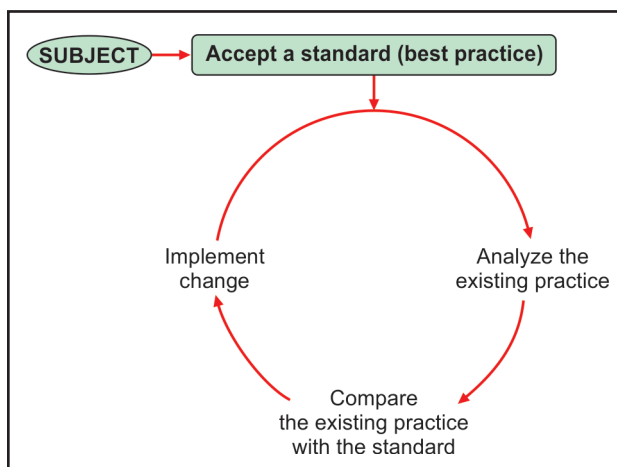 SUBJECT
Accept a standard (best practice)
Analyze the
existing practice
Compare
the existing practice
with the standard
Implement
change